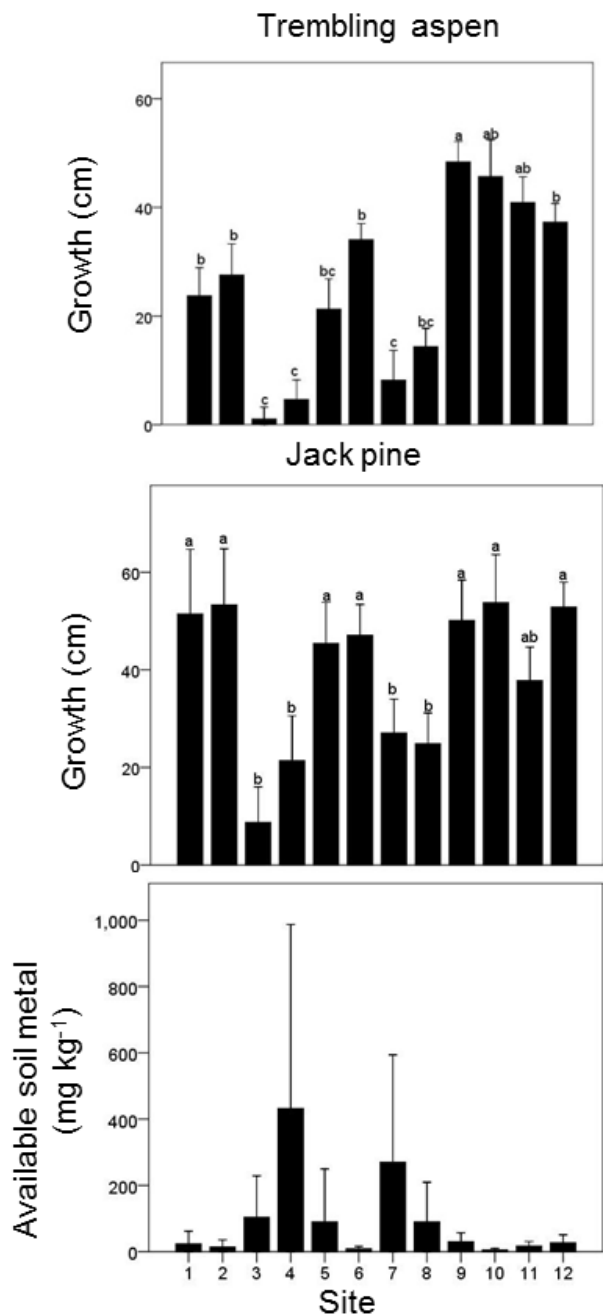 Trembling aspen
Growth (cm)
60
40
20
0
b
b
c
c
bc
b
c
bc
a
ab
ab
b
Jack pine
Growth (cm)
60
40
20
0
a
a
b
b
a
a
b
b
a
a
ab
a
Available soil metal
(mg kg⁻¹)
1,000
800
600
400
200
0
1 2 3 4 5 6 7 8 9 10 11 12
Site